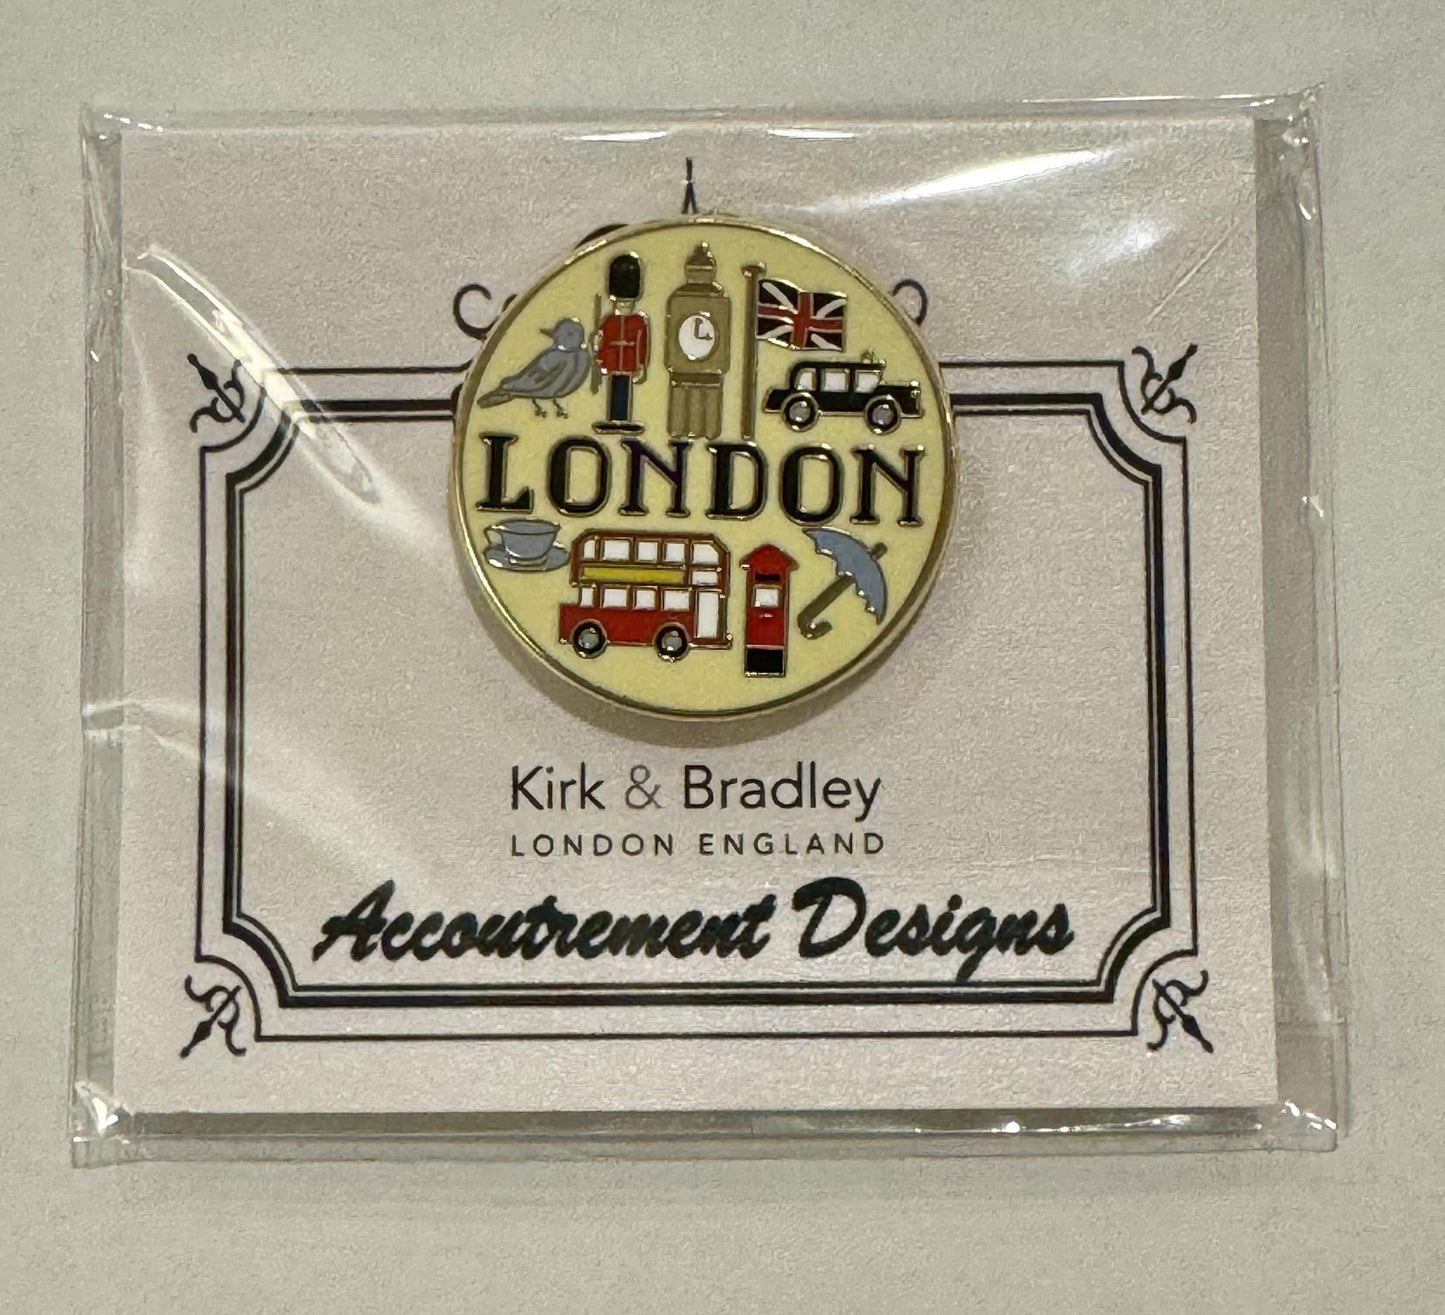 LONDON
Kirk & Bradley
LONDON ENGLAND
Accoutrement Designs